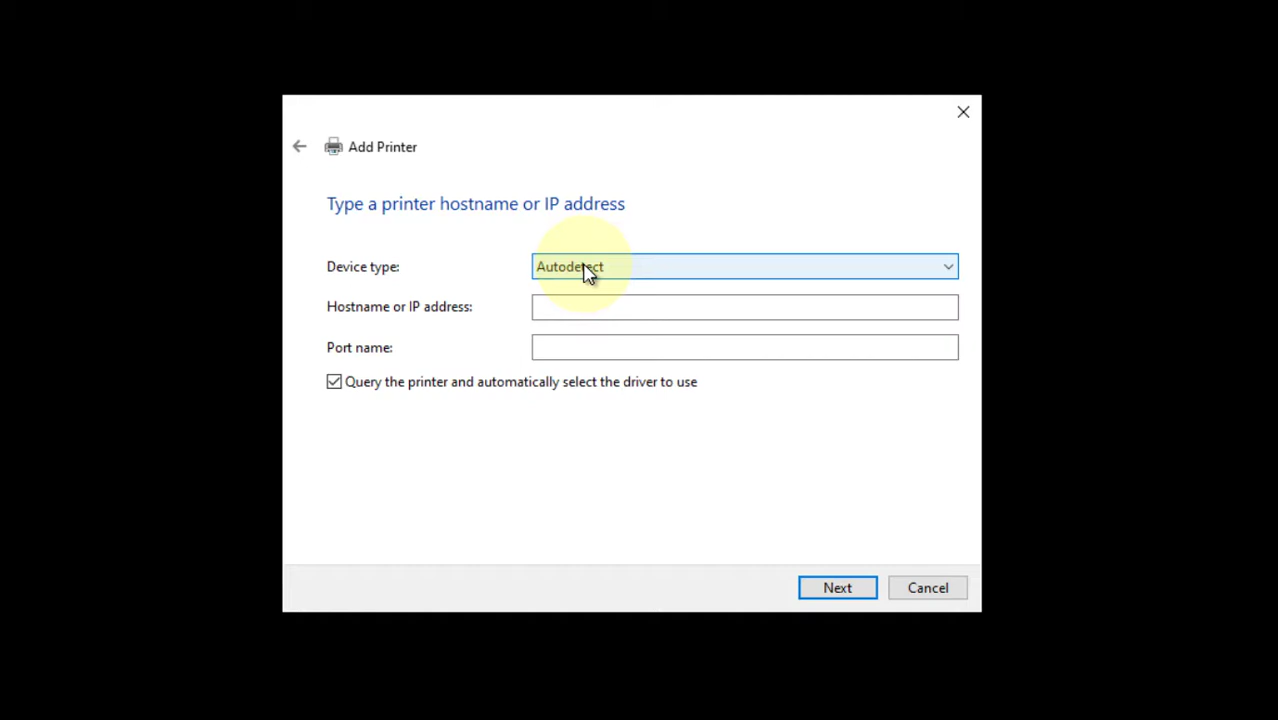 Add Printer
Type a printer hostname or IP address
Device type:
Autodetect
Hostname or IP address:
Port name:
Query the printer and automatically select the driver to use
Next
Cancel